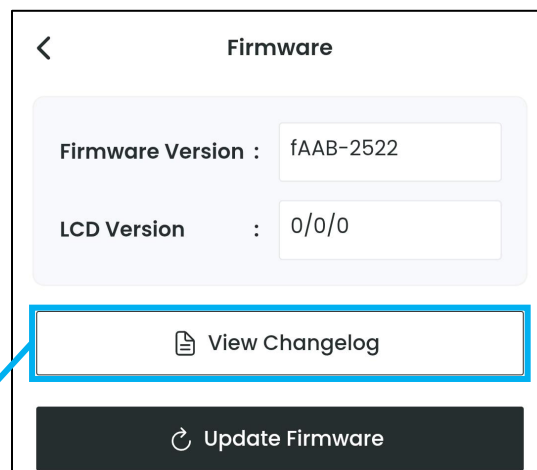 Firmware
Firmware Version : fAAB-2522
LCD Version : 0/0/0
View Changelog
Update Firmware